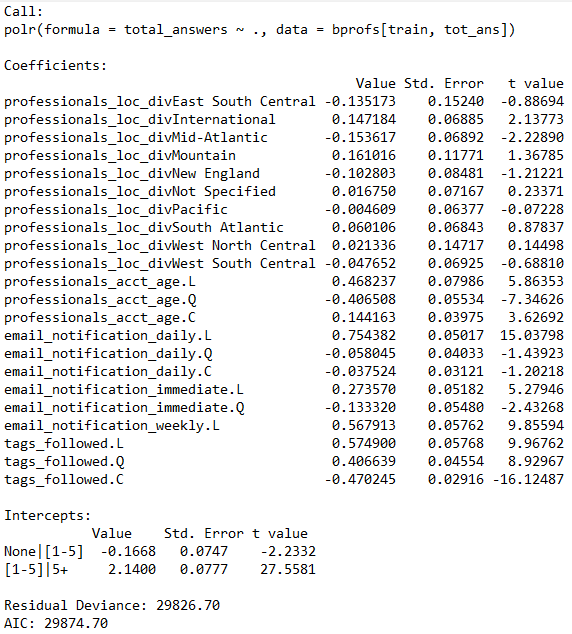 Call:
polr(formula = total_answers ~ ., data = bprofs[train, tot_ans])
Coefficients:
Value Std. Error t value
professionals_loc_divEast South Central -0.135173 0.15240 -0.88694
professionals_loc_divInternational 0.147184 0.06885 2.13773
professionals_loc_divMid-Atlantic -0.153617 0.06892 -2.22890
professionals_loc_divMountain 0.161016 0.11771 1.36785
professionals_loc_divNew England -0.102803 0.08481 -1.21221
professionals_loc_divNot Specified 0.016750 0.07167 0.23371
professionals_loc_divPacific -0.004609 0.06377 -0.07228
professionals_loc_divSouth Atlantic 0.060106 0.06843 0.87837
professionals_loc_divWest North Central 0.021336 0.14717 0.14498
professionals_loc_divWest South Central -0.047652 0.06925 -0.68810
professionals_acct_age.L 0.468237 0.07986 5.86353
professionals_acct_age.Q -0.406508 0.05534 -7.34626
professionals_acct_age.C 0.144163 0.03975 3.62692
email_notification_daily.L 0.754382 0.05017 15.03798
email_notification_daily.Q -0.058045 0.04033 -1.43923
email_notification_daily.C -0.037524 0.03121 -1.20218
email_notification_immediate.L 0.273570 0.05182 5.27946
email_notification_immediate.Q -0.133320 0.05480 -2.43268
email_notification_weekly.L 0.567913 0.05762 9.85594
tags_followed.L 0.574900 0.05768 9.96762
tags_followed.Q 0.406639 0.04554 8.92967
tags_followed.C -0.470245 0.02916 -16.12487
Intercepts:
Value Std. Error t value
None|[1-5] -0.1668 0.0747 -2.2332
[1-5]|5+ 2.1400 0.0777 27.5581
Residual Deviance: 29826.70
AIC: 29874.70